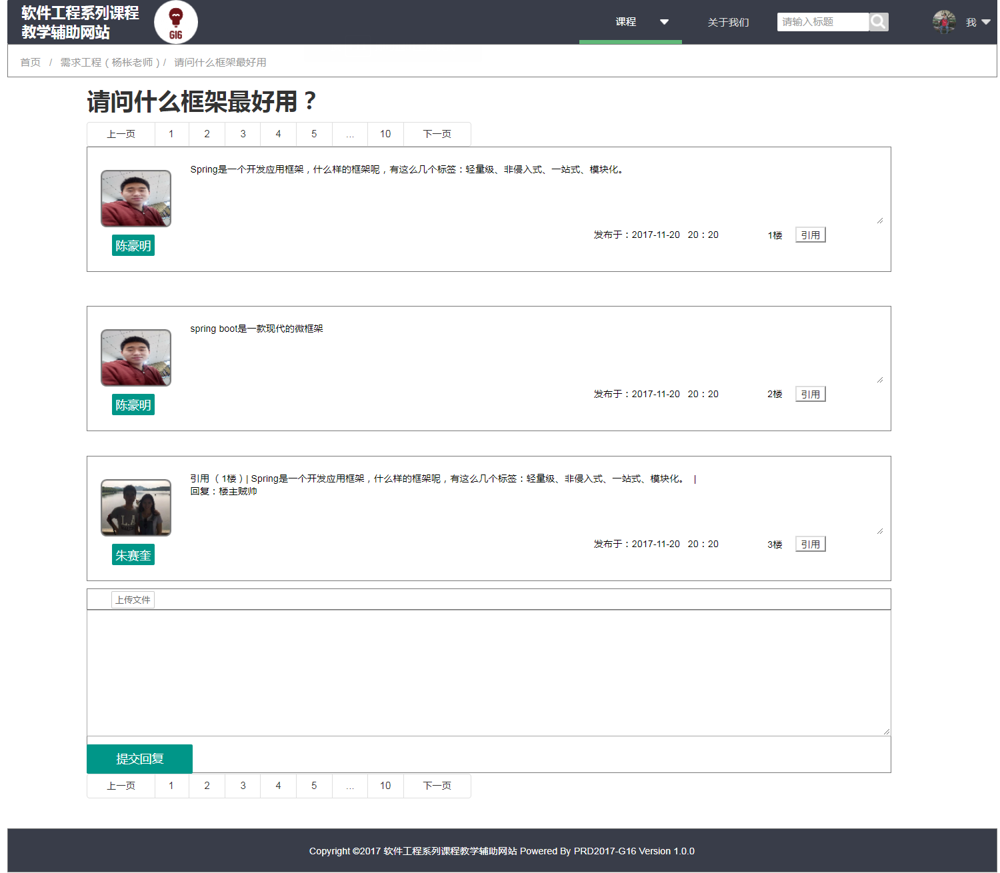 软件工程系列课程
教学辅助网站
G16
课程
关于我们
请输入标题
我
首页 / 需求工程（杨枨老师）/ 请问什么框架最好用
请问什么框架最好用？
上一页 1 2 3 4 5 ... 10 下一页
Spring是一个开发应用框架，什么样的框架呢，有这么几个标签：轻量级、非侵入式、一站式、模块化。
陈豪明
发布于：2017-11-20 20：20 1楼 引用
spring boot是一款现代的微框架
陈豪明
发布于：2017-11-20 20：20 2楼 引用
引用 （1楼）| Spring是一个开发应用框架，什么样的框架呢，有这么几个标签：轻量级、非侵入式、一站式、模块化。 |
回复：楼主贼帅
朱赛奎
发布于：2017-11-20 20：20 3楼 引用
上传文件
提交回复
上一页 1 2 3 4 5 ... 10 下一页
Copyright ©2017 软件工程系列课程教学辅助网站 Powered By PRD2017-G16 Version 1.0.0